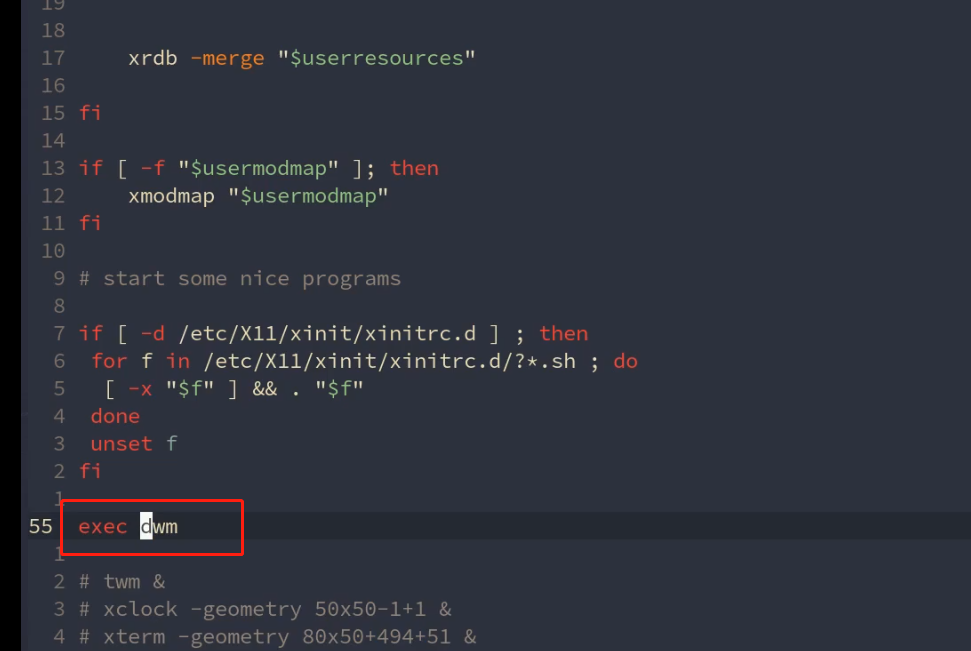 19
18
17 xrdb -merge "$userresources"
16
15 fi
14
13 if [ -f "$usermodmap" ]; then
12 xmodmap "$usermodmap"
11 fi
10
9 # start some nice programs
8
7 if [ -d /etc/X11/xinit/xinitrc.d ] ; then
6 for f in /etc/X11/xinit/xinitrc.d/?*.sh ; do
5 [ -x "$f" ] && . "$f"
4 done
3 unset f
2 fi
1
55 exec dwm
1
2 # twm &
3 # xclock -geometry 50x50-1+1 &
4 # xterm -geometry 80x50+494+51 &